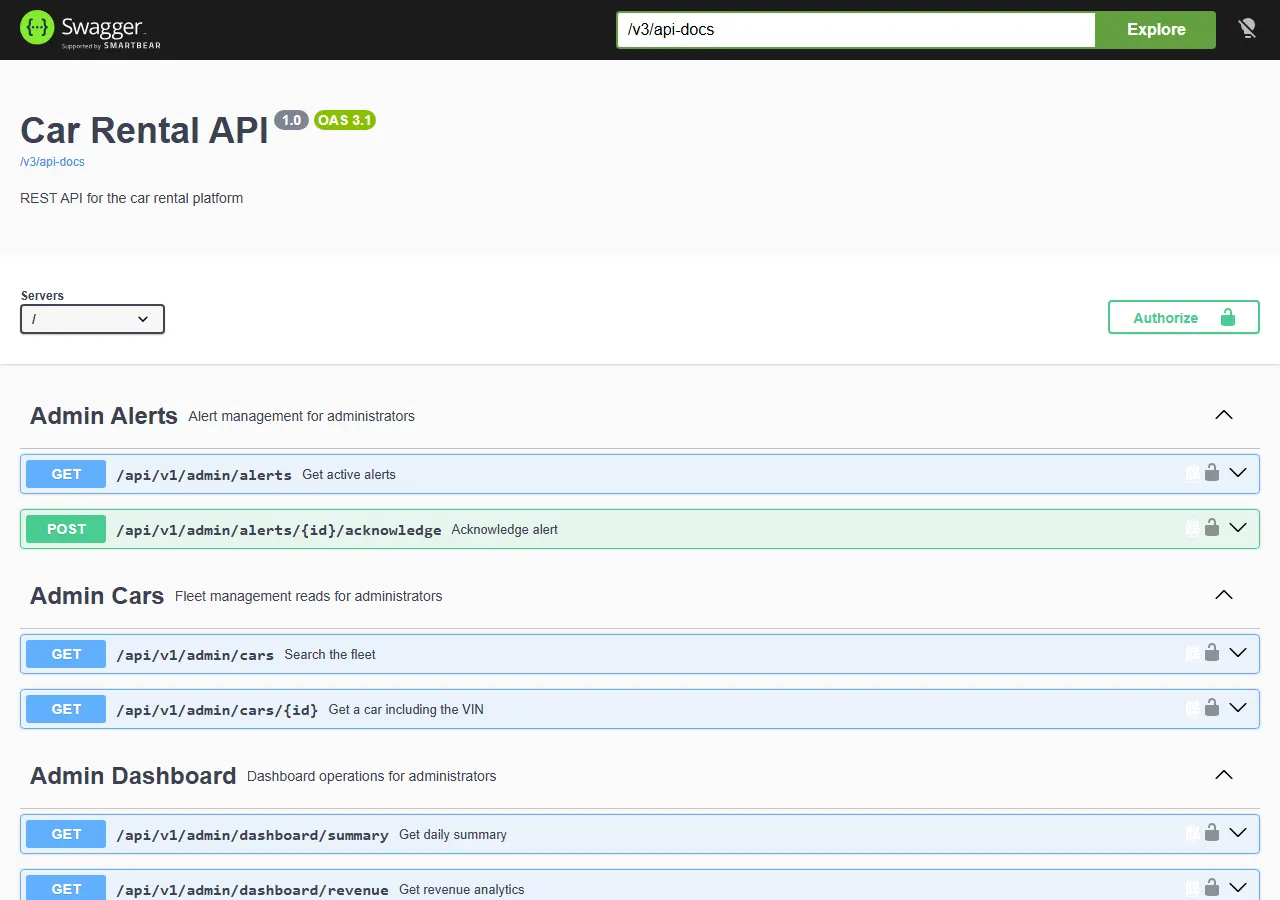 Swagger
Supported by SMARTBEAR
/v3/api-docs
Explore
Car Rental API 1.0 OAS 3.1
/v3/api-docs
REST API for the car rental platform
Servers
/
Authorize
Admin Alerts Alert management for administrators
GET /api/v1/admin/alerts Get active alerts
POST /api/v1/admin/alerts/{id}/acknowledge Acknowledge alert
Admin Cars Fleet management reads for administrators
GET /api/v1/admin/cars Search the fleet
GET /api/v1/admin/cars/{id} Get a car including the VIN
Admin Dashboard Dashboard operations for administrators
GET /api/v1/admin/dashboard/summary Get daily summary
GET /api/v1/admin/dashboard/revenue Get revenue analytics